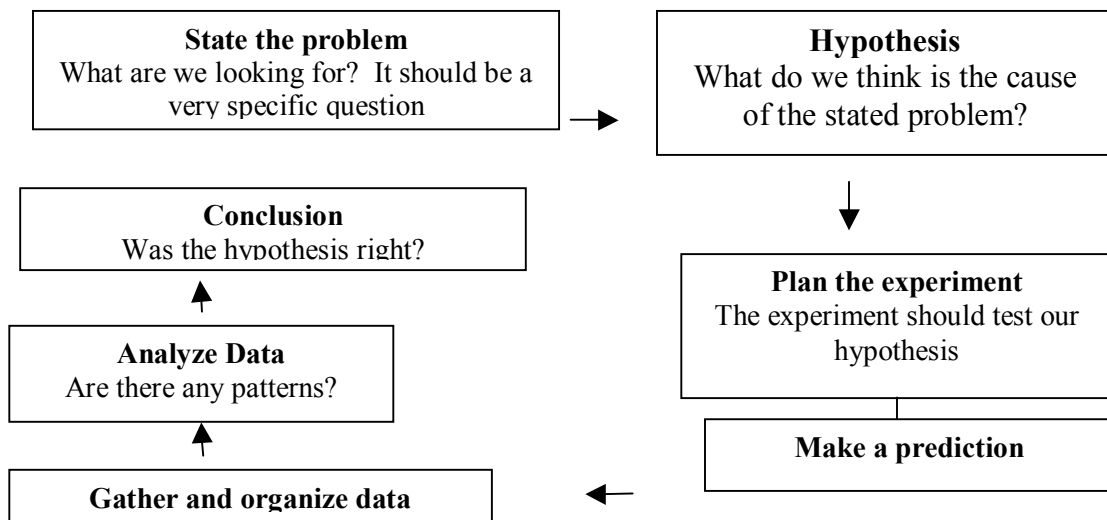 State the problem
What are we looking for?  It should be a
very specific question
Hypothesis
What do we think is the cause
of the stated problem?
Plan the experiment
The experiment should test our
hypothesis
Make a prediction
Gather and organize data
Analyze Data
Are there any patterns?
Conclusion
Was the hypothesis right?